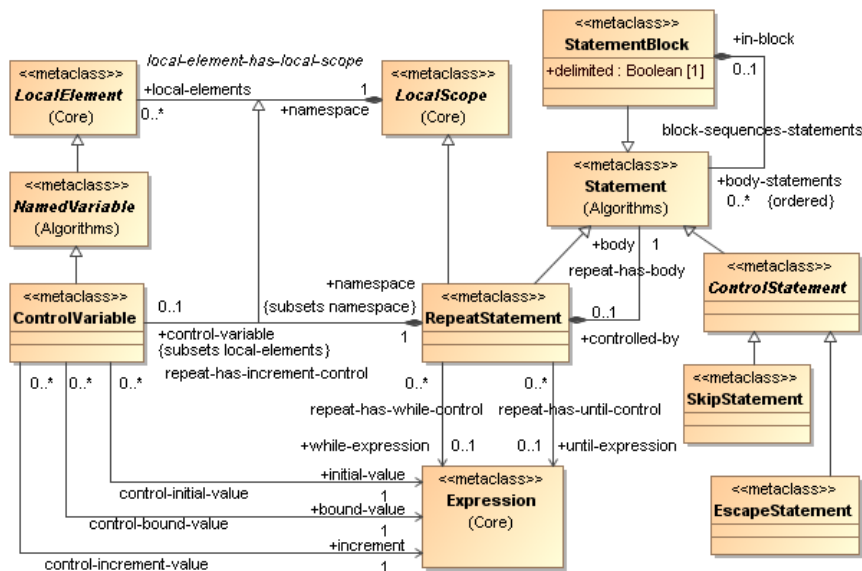 <<metaclass>>
StatementBlock
+delimited : Boolean [1]
+in-block
0..1
local-element-has-local-scope
<<metaclass>>
LocalElement
(Core)
+local-elements
0..*
1
+namespace
<<metaclass>>
LocalScope
(Core)
block-sequences-statements
<<metaclass>>
Statement
(Algorithms)
+body-statements
0..* {ordered}
<<metaclass>>
NamedVariable
(Algorithms)
+body
1
repeat-has-body
<<metaclass>>
ControlStatement
<<metaclass>>
ControlVariable
0..1
+control-variable
{subsets local-elements}
repeat-has-increment-control
+namespace
{subsets namespace}
1
<<metaclass>>
RepeatStatement
0..1
+controlled-by
<<metaclass>>
SkipStatement
0..*
0..*
0..*
0..*
0..*
repeat-has-while-control
repeat-has-until-control
+while-expression
0..1
0..1
+until-expression
<<metaclass>>
Expression
(Core)
<<metaclass>>
EscapeStatement
+initial-value
control-initial-value
1
+bound-value
control-bound-value
1
+increment
control-increment-value
1